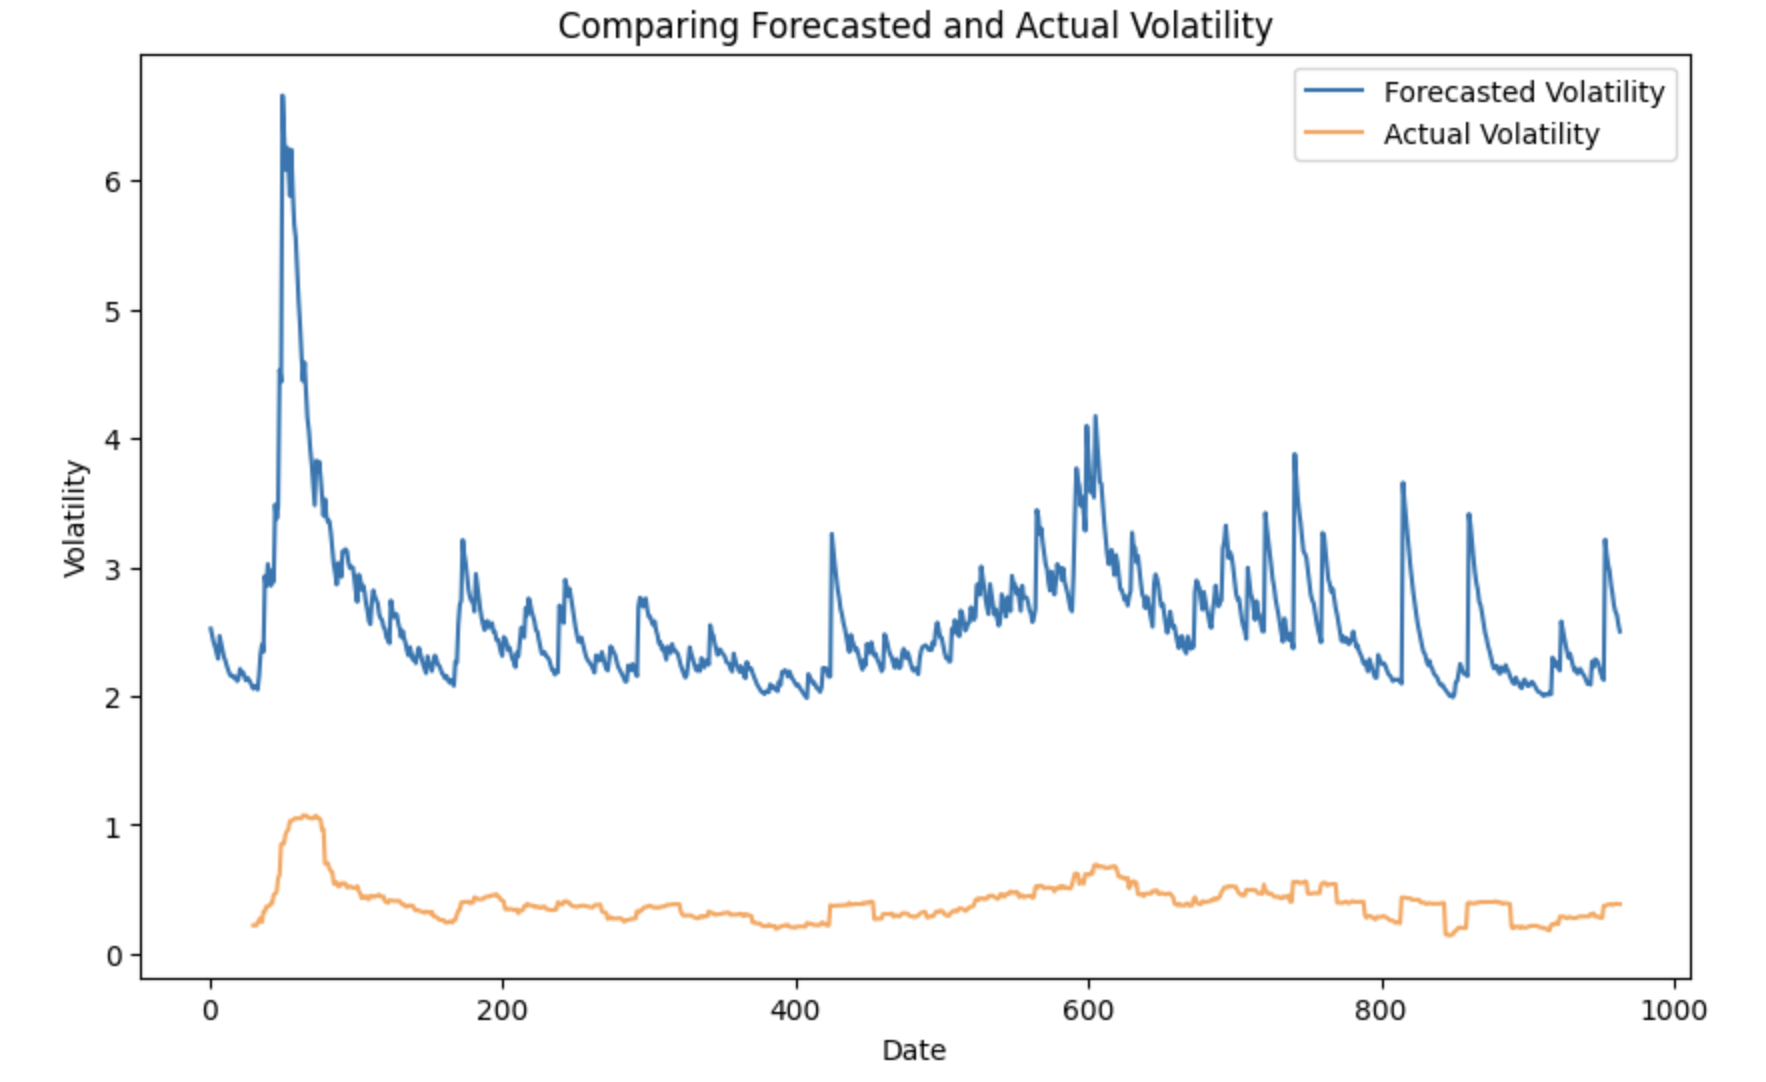 Comparing Forecasted and Actual Volatility
Forecasted Volatility
Actual Volatility
Volatility
6
5
4
3
2
1
0
0 200 400 600 800 1000
Date